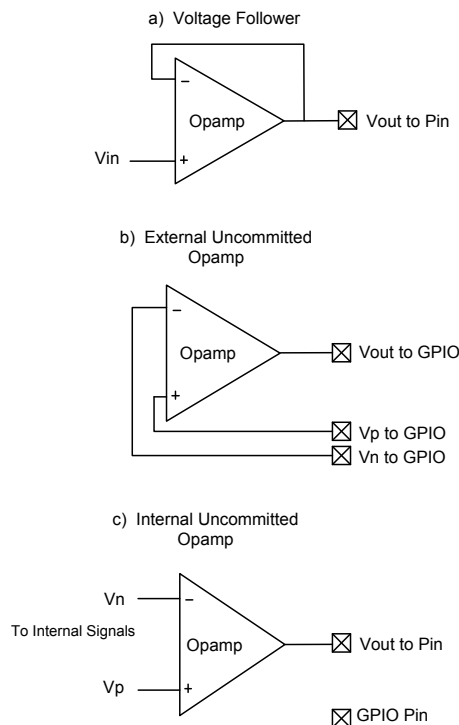 a) Voltage Follower
−
Opamp
Vout to Pin
Vin
+
b) External Uncommitted
Opamp
−
Opamp
Vout to GPIO
+
Vp to GPIO
Vn to GPIO
c) Internal Uncommitted
Opamp
Vn
−
To Internal Signals
Opamp
Vout to Pin
Vp
+
GPIO Pin